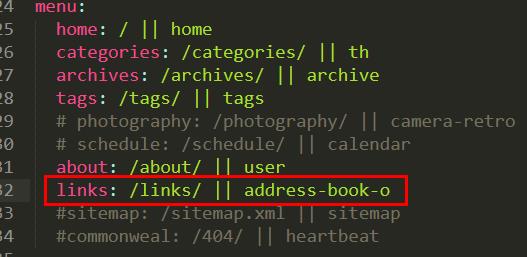 24 menu:
25 home: / || home
26 categories: /categories/ || th
27 archives: /archives/ || archive
28 tags: /tags/ || tags
29 # photography: /photography/ || camera-retro
30 # schedule: /schedule/ || calendar
31 about: /about/ || user
32 links: /links/ || address-book-o
33 #sitemap: /sitemap.xml || sitemap
34 #commonweal: /404/ || heartbeat